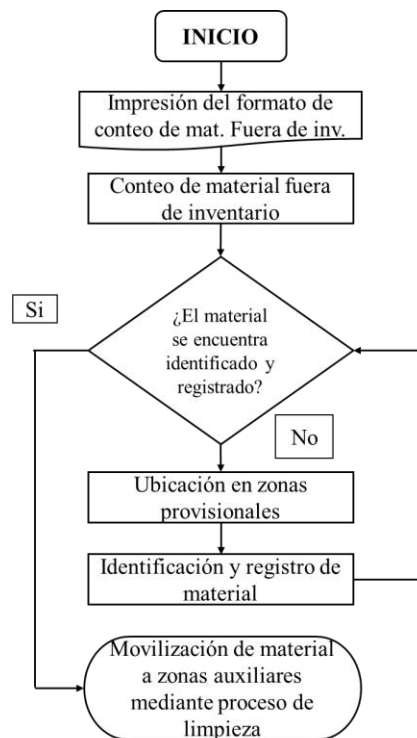 INICIO
Impresión del formato de
conteo de mat. Fuera de inv.
Conteo de material fuera
de inventario
Si
¿El material
se encuentra
identificado y
registrado?
No
Ubicación en zonas
provisionales
Identificación y registro de
material
Movilización de material
a zonas auxiliares
mediante proceso de
limpieza